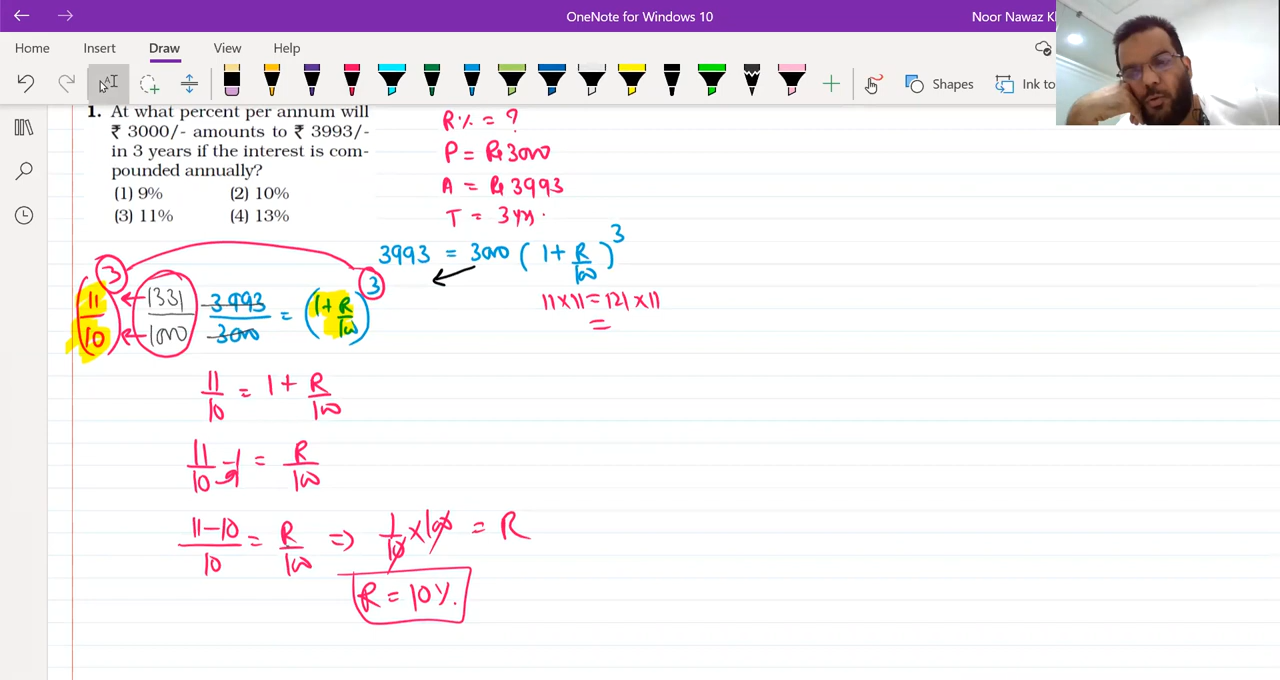 OneNote for Windows 10
Noor Nawaz
Home Insert Draw View Help
Shapes
Ink to
1. At what percent per annum will
₹ 3000/- amounts to ₹ 3993/-
in 3 years if the interest is com-
pounded annually?
(1) 9% (2) 10%
(3) 11% (4) 13%
R% = ?
P = Rs 3000
A = Rs 3993
T = 3 yrs.
3993 = 3000 (1 + R/100)^3
11 × 11 = 121 × 11
=
(11/10)^3 1331/1000 3993/3000 = (1 + R/100)^3
11/10 = 1 + R/100
11/10 - 1 = R/100
11-10/10 = R/100 ⇒ 1/10 × 100 = R
R = 10%.